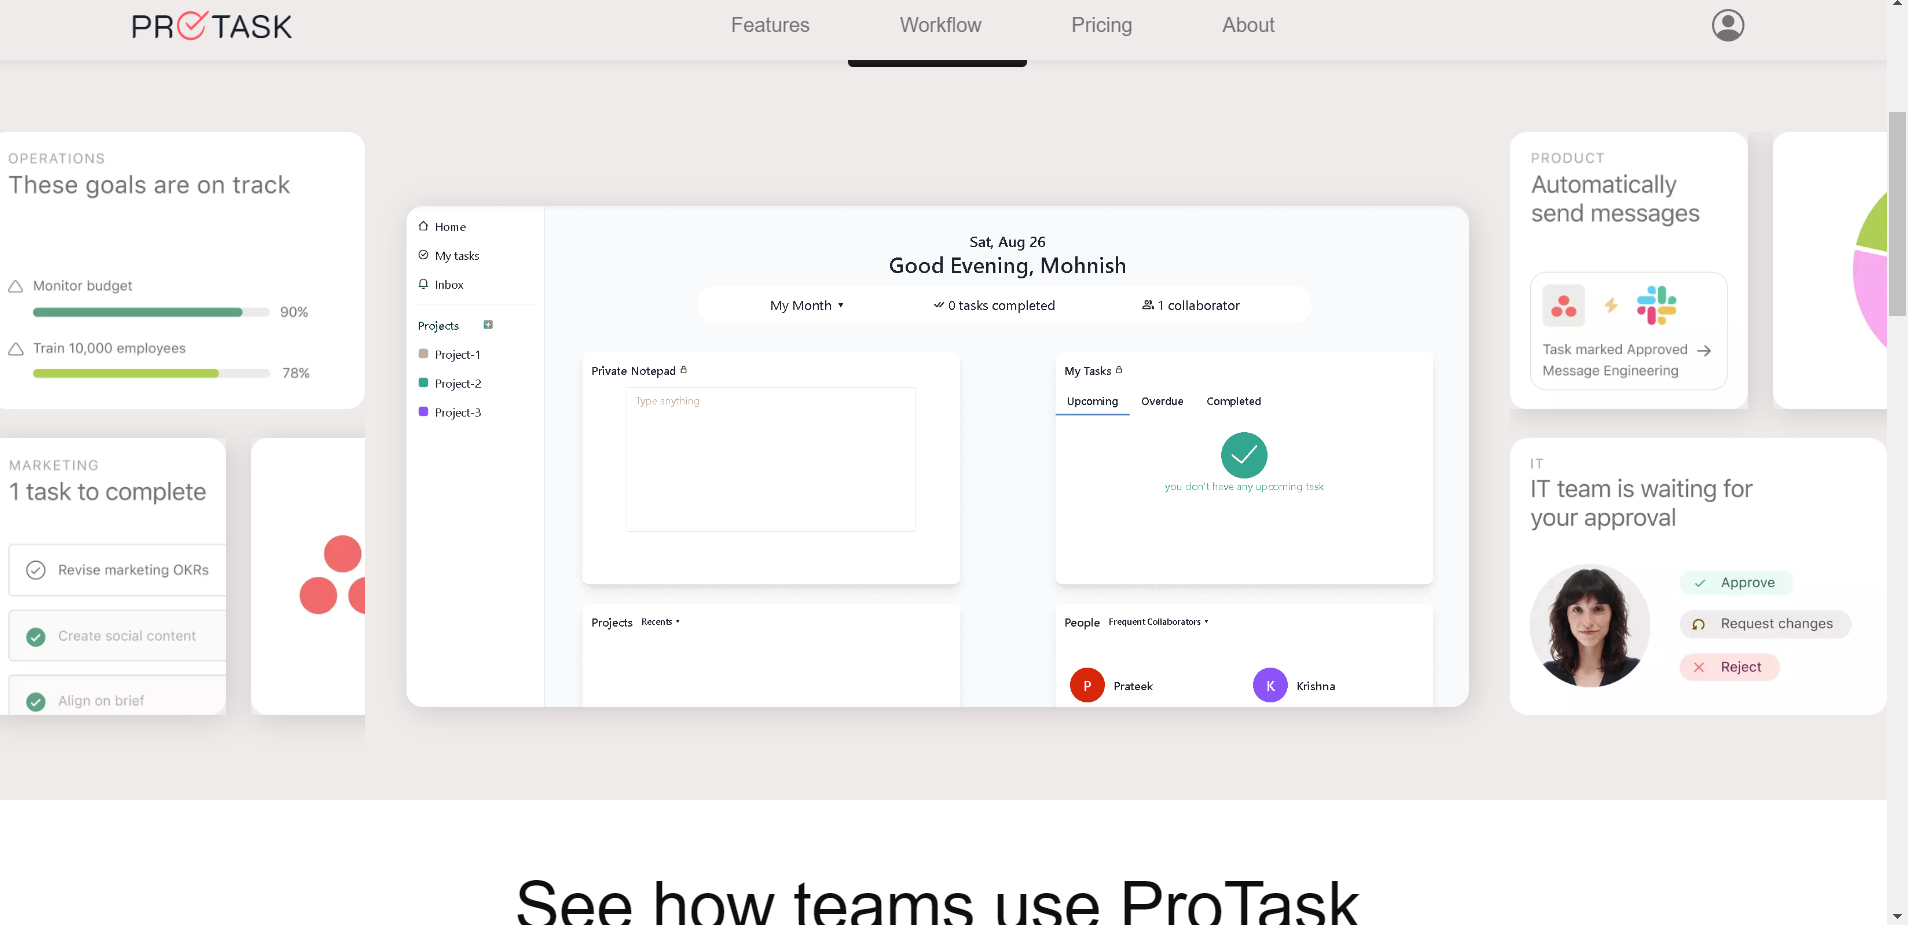 PROTASK
Features
Workflow
Pricing
About
OPERATIONS
These goals are on track
Monitor budget
90%
Train 10,000 employees
78%
MARKETING
1 task to complete
Revise marketing OKRs
Create social content
Align on brief
Home
My tasks
Inbox
Projects
Project-1
Project-2
Project-3
Sat, Aug 26
Good Evening, Mohnish
My Month
0 tasks completed
1 collaborator
Private Notepad
Type anything
My Tasks
Upcoming
Overdue
Completed
you don't have any upcoming task
Projects
Recents
People
Frequent Collaborators
P
Prateek
K
Krishna
PRODUCT
Automatically
send messages
Task marked Approved
Message Engineering
IT
IT team is waiting for
your approval
Approve
Request changes
Reject
See how teams use ProTask